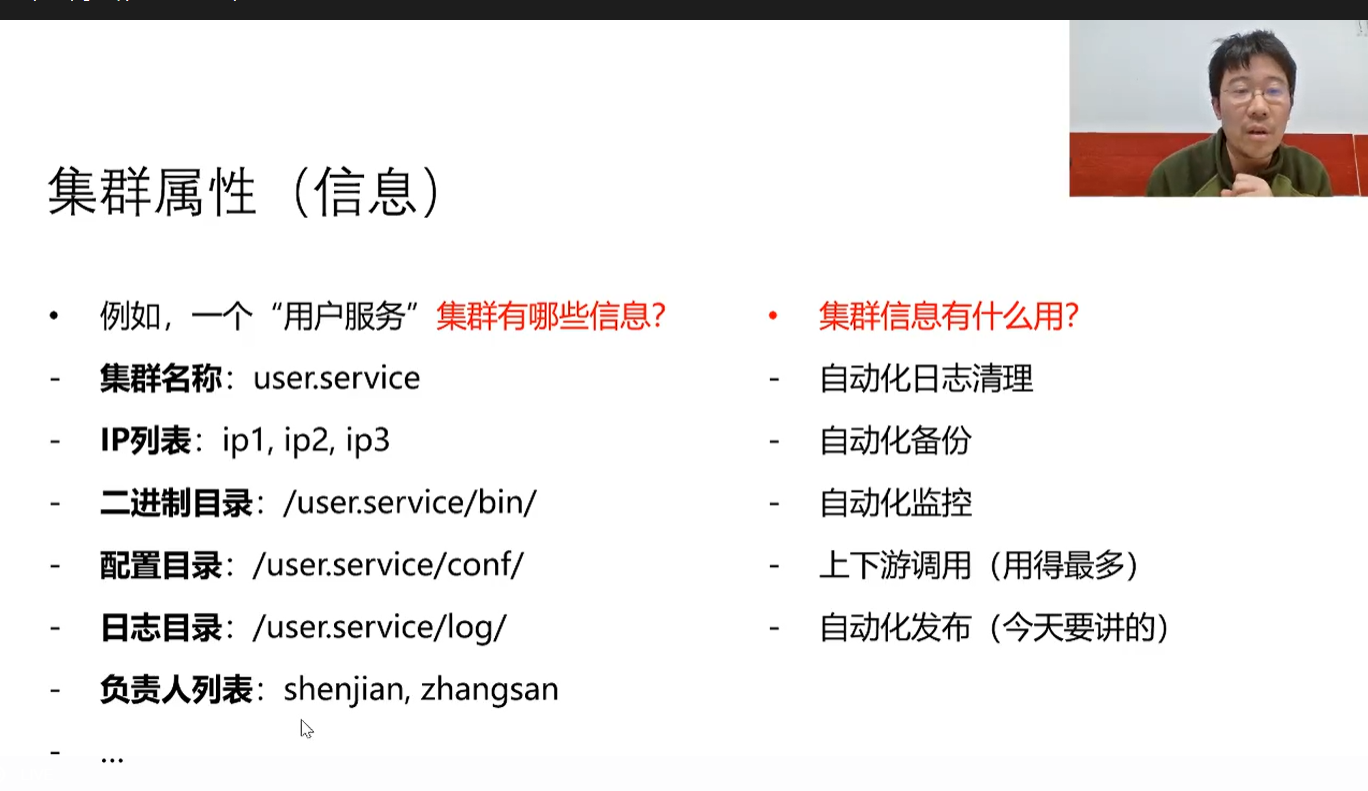 集群属性（信息）
• 例如，一个“用户服务”集群有哪些信息？
- 集群名称：user.service
- IP列表：ip1, ip2, ip3
- 二进制目录：/user.service/bin/
- 配置目录：/user.service/conf/
- 日志目录：/user.service/log/
- 负责人列表：shenjian, zhangsan
- ...
• 集群信息有什么用？
- 自动化日志清理
- 自动化备份
- 自动化监控
- 上下游调用（用得最多）
- 自动化发布（今天要讲的）